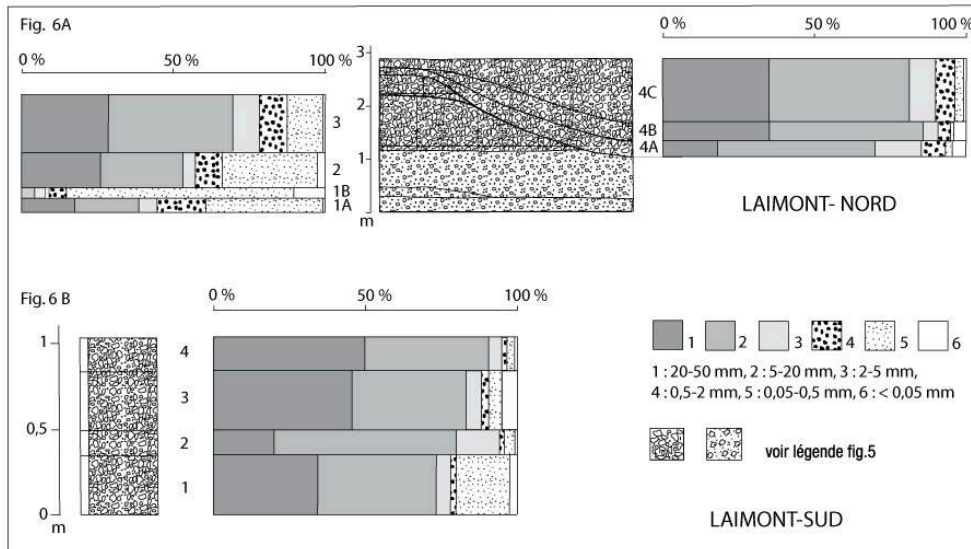 Fig. 6A
0 % 50 % 100 %
3
2
1B
1A
3
2
1
m
0 % 50 % 100 %
4C
4B
4A
LAIMONT- NORD
Fig. 6 B
0 % 50 % 100 %
1
0,5
0
m
4
3
2
1
1 2 3 4 5 6
1 : 20-50 mm, 2 : 5-20 mm, 3 : 2-5 mm,
4 : 0,5-2 mm, 5 : 0,05-0,5 mm, 6 : < 0,05 mm
voir légende fig.5
LAIMONT-SUD